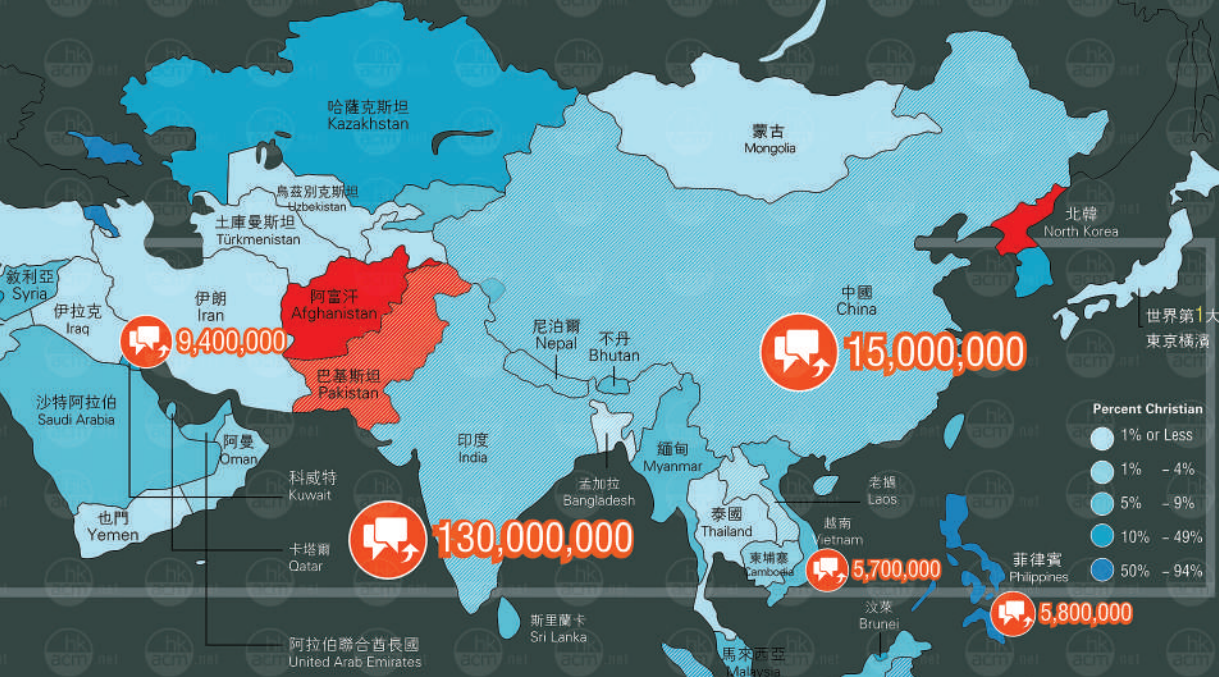 哈薩克斯坦
Kazakhstan
蒙古
Mongolia
烏茲別克斯坦
Uzbekistan
土庫曼斯坦
Türkmenistan
北韓
North Korea
敘利亞
Syria
伊拉克
Iraq
伊朗
Iran
阿富汗
Afghanistan
中國
China
世界第1大
東京橫濱
9,400,000
尼泊爾
Nepal
不丹
Bhutan
15,000,000
巴基斯坦
Pakistan
沙特阿拉伯
Saudi Arabia
阿曼
Oman
印度
India
緬甸
Myanmar
Percent Christian
1% or Less
1% – 4%
5% – 9%
10% – 49%
50% – 94%
科威特
Kuwait
孟加拉
Bangladesh
老撾
Laos
也門
Yemen
泰國
Thailand
越南
Vietnam
130,000,000
卡塔爾
Qatar
柬埔寨
Cambodia
5,700,000
菲律賓
Philippines
5,800,000
斯里蘭卡
Sri Lanka
汶萊
Brunei
阿拉伯聯合酋長國
United Arab Emirates
馬來西亞
Malaysia
hk
acm.net